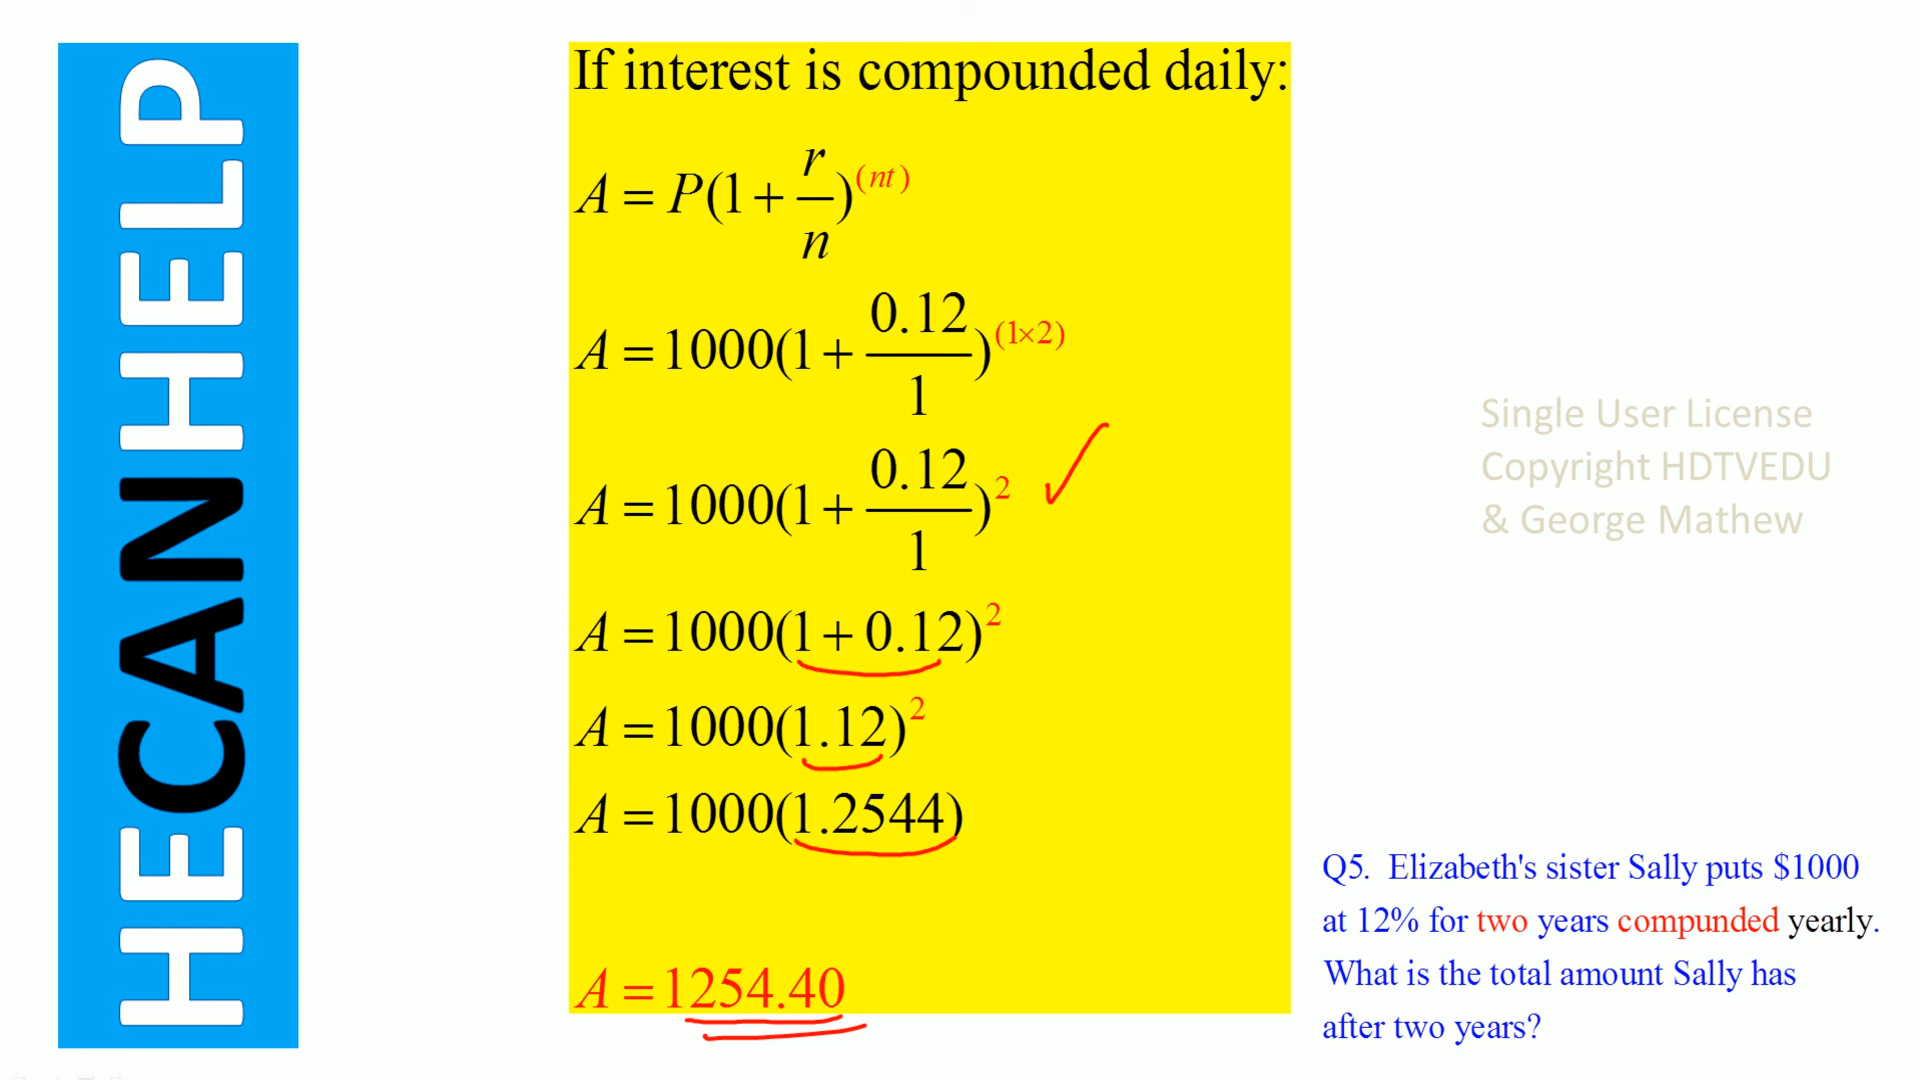 HECANHELP
If interest is compounded daily:
A = P(1 + r/n)^(nt)
A = 1000(1 + 0.12/1)^(1×2)
A = 1000(1 + 0.12/1)^2 ✓
A = 1000(1 + 0.12)^2
A = 1000(1.12)^2
A = 1000(1.2544)
A = 1254.40
Single User License
Copyright HDTVEDU
& George Mathew
Q5. Elizabeth's sister Sally puts $1000
at 12% for two years compunded yearly.
What is the total amount Sally has
after two years?